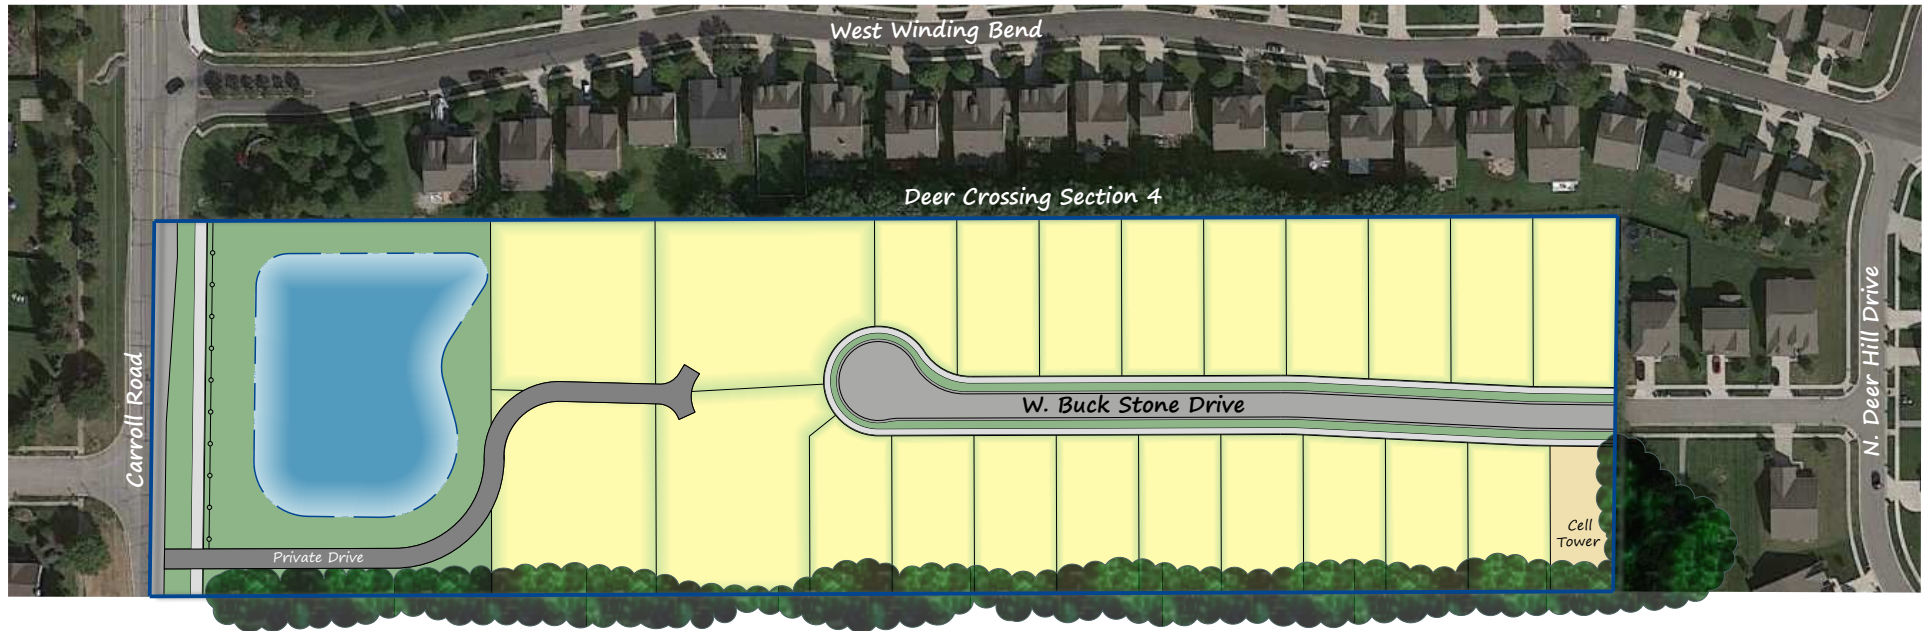 West Winding Bend
Deer Crossing Section 4
Carroll Road
N. Deer Hill Drive
W. Buck Stone Drive
Cell
Tower
Private Drive